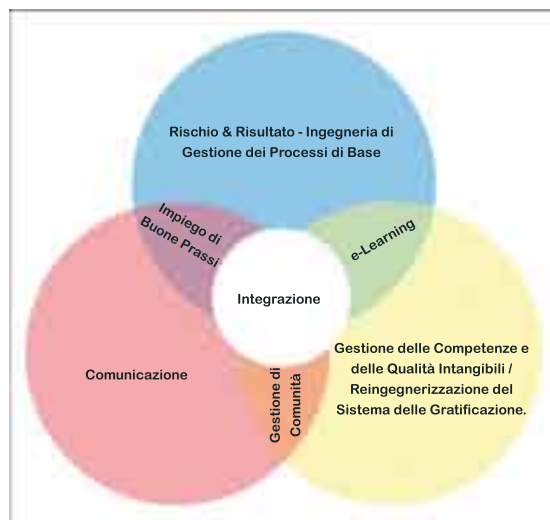 Rischio & Risultato - Ingegneria di
Gestione dei Processi di Base
Impiego di
Buone Prassi
e-Learning
Integrazione
Comunicazione
Gestione delle Competenze e
delle Qualità Intangibili /
Reingegnerizzazione del
Sistema delle Gratificazione.
Gestione di
Comunità